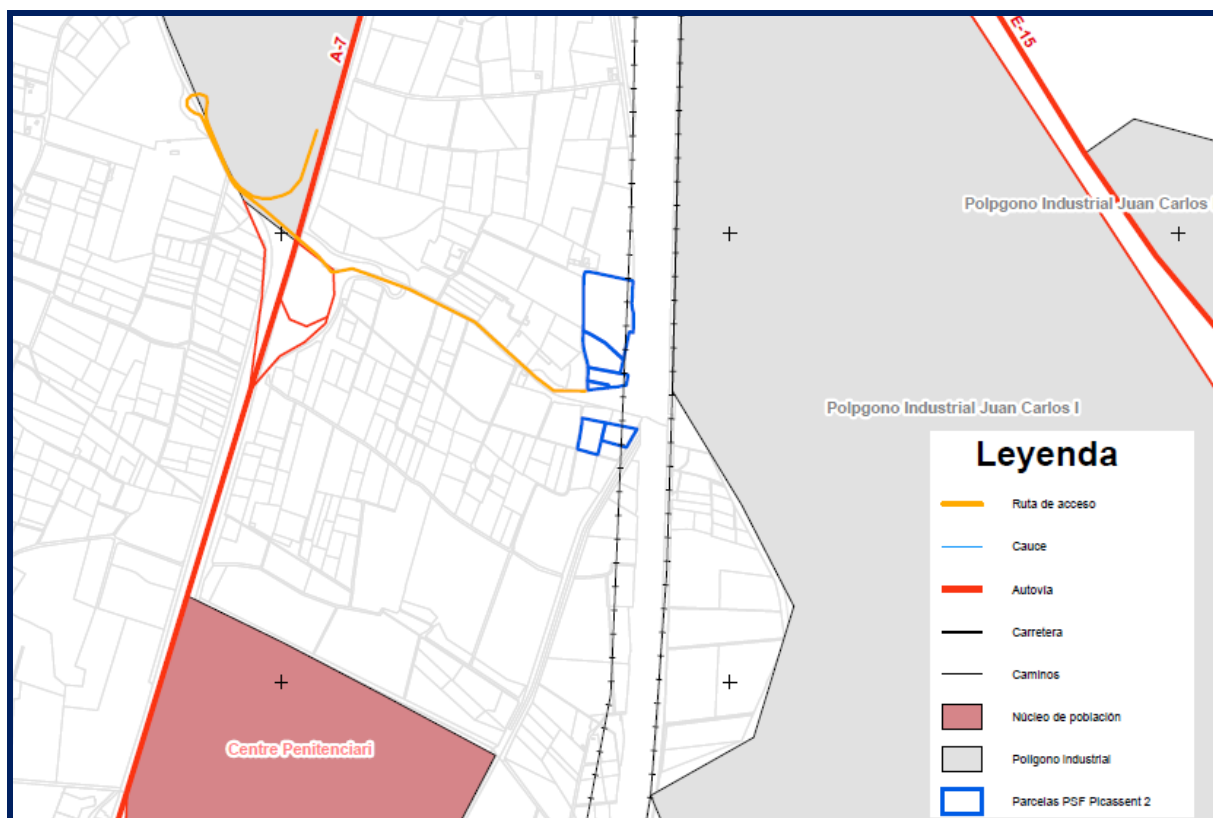 A-7
E-15
Polpgono Industrial Juan Carlos
Polpgono Industrial Juan Carlos I
Centre Penitenciari
Leyenda
Ruta de acceso
Cauce
Autovía
Carretera
Caminos
Núcleo de población
Polígono Industrial
Parcelas PSF Picassent 2